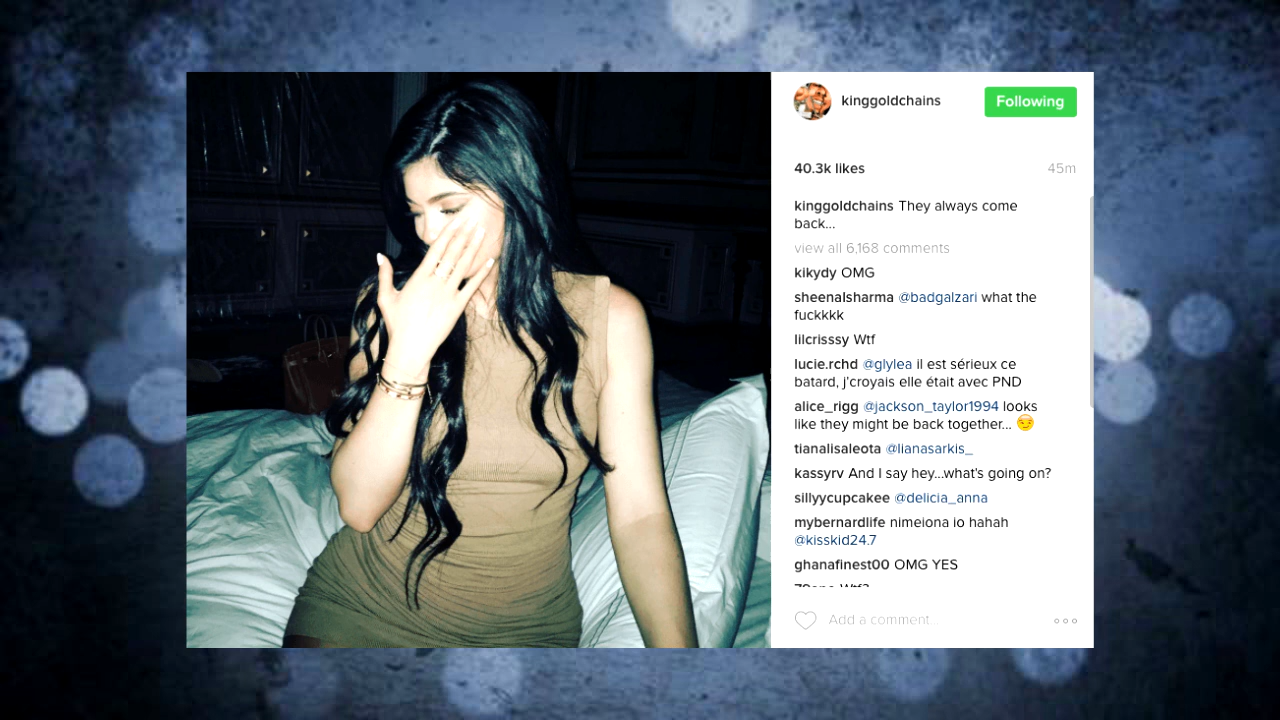 kinggoldchains
Following
40.3k likes
45m
kinggoldchains They always come
back...
view all 6,168 comments
kikydy OMG
sheenalsharma @badgalzari what the
fuckkkk
lilcrisssy Wtf
lucie.rchd @glylea il est sérieux ce
batard, j'croyais elle était avec PND
alice_rigg @jackson_taylor1994 looks
like they might be back together... 😏
tianalisaleota @lianasarkis_
kassyrv And I say hey...what's going on?
sillyycupcakee @delicia_anna
mybernardlife nimeiona io hahah
@kisskid24.7
ghanafinest00 OMG YES
Add a comment...